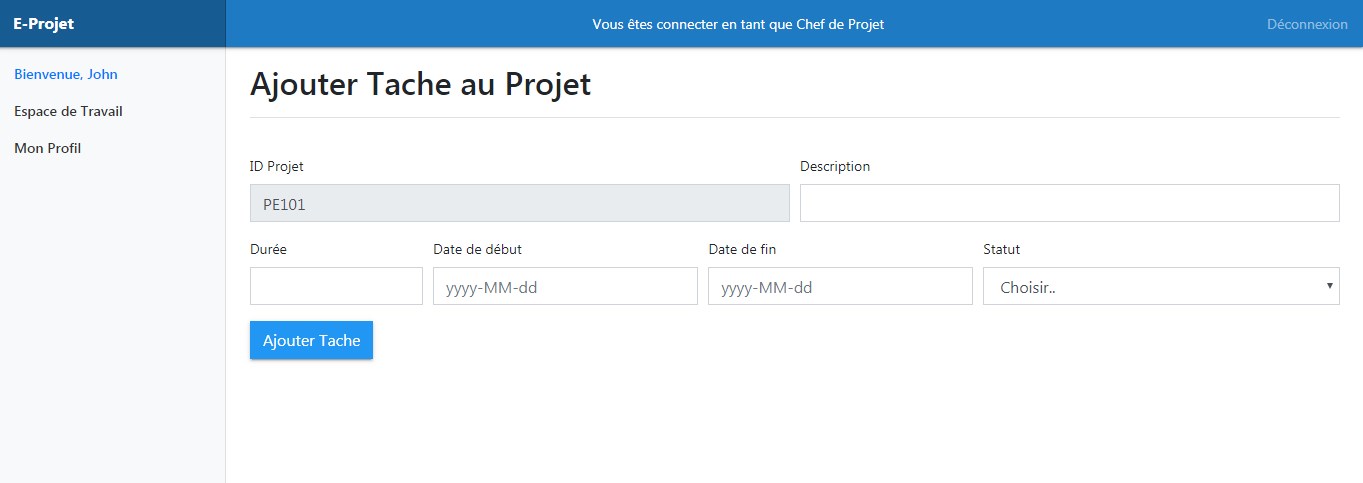 E-Projet
Vous êtes connecter en tant que Chef de Projet
Déconnexion
Bienvenue, John
Espace de Travail
Mon Profil
Ajouter Tache au Projet
ID Projet
Description
PE101
Durée
Date de début
Date de fin
Statut
yyyy-MM-dd
yyyy-MM-dd
Choisir..
Ajouter Tache